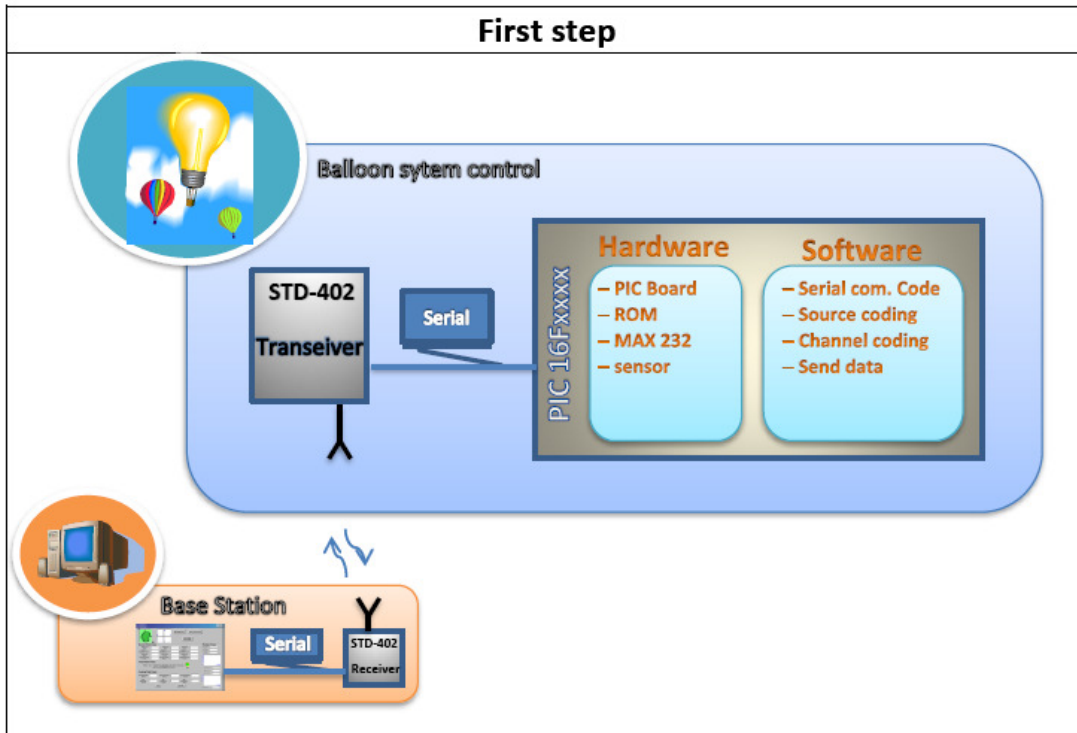 First step
Balloon sytem control
STD-402
Transeiver
Serial
PIC 16Fxxxx
Hardware
– PIC Board
– ROM
– MAX 232
– sensor
Software
– Serial com. Code
– Source coding
– Channel coding
– Send data
Base Station
Serial
STD-402
Receiver